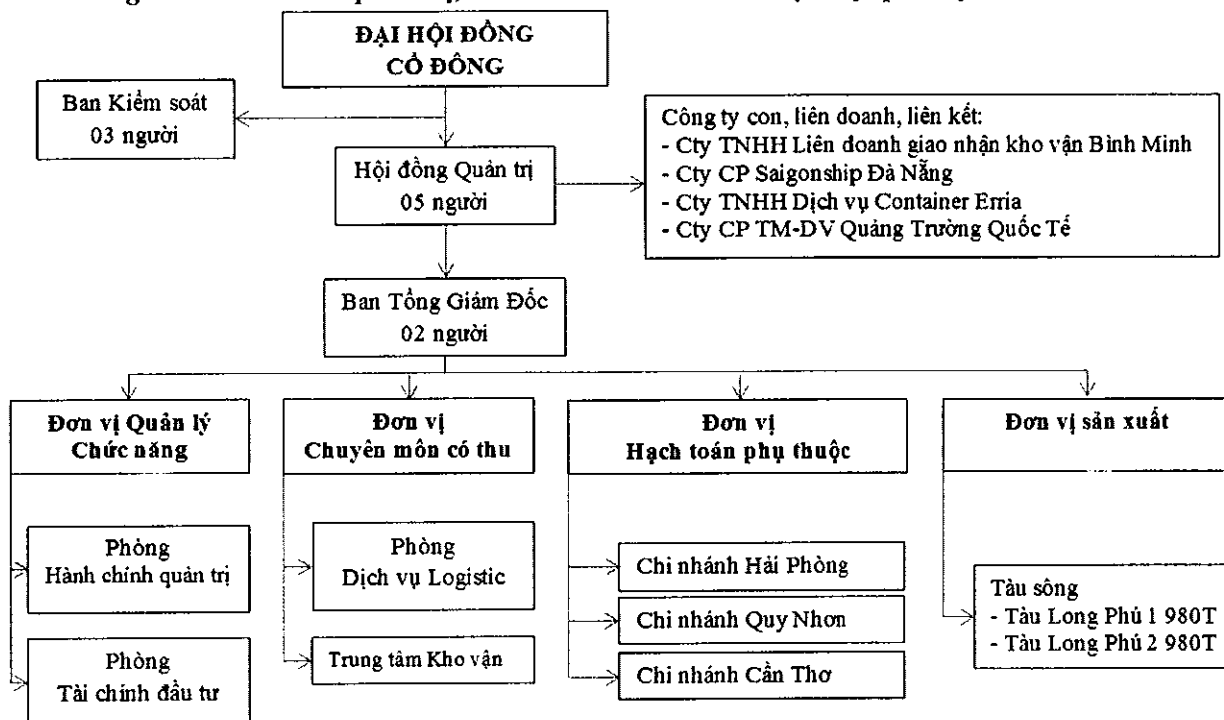 ĐẠI HỘI ĐỒNG
CỔ ĐÔNG
Ban Kiểm soát
03 người
Hội đồng Quản trị
05 người
Công ty con, liên doanh, liên kết:
- Cty TNHH Liên doanh giao nhận kho vận Bình Minh
- Cty CP Saigonship Đà Nẵng
- Cty TNHH Dịch vụ Container Erria
- Cty CP TM-DV Quảng Trường Quốc Tế
Ban Tổng Giám Đốc
02 người
Đơn vị Quản lý
Chức năng
Đơn vị
Chuyên môn có thu
Đơn vị
Hạch toán phụ thuộc
Đơn vị sản xuất
Phòng
Hành chính quản trị
Phòng
Tài chính đầu tư
Phòng
Dịch vụ Logistic
Trung tâm Kho vận
Chi nhánh Hải Phòng
Chi nhánh Quy Nhơn
Chi nhánh Cần Thơ
Tàu sông
- Tàu Long Phú 1 980T
- Tàu Long Phú 2 980T